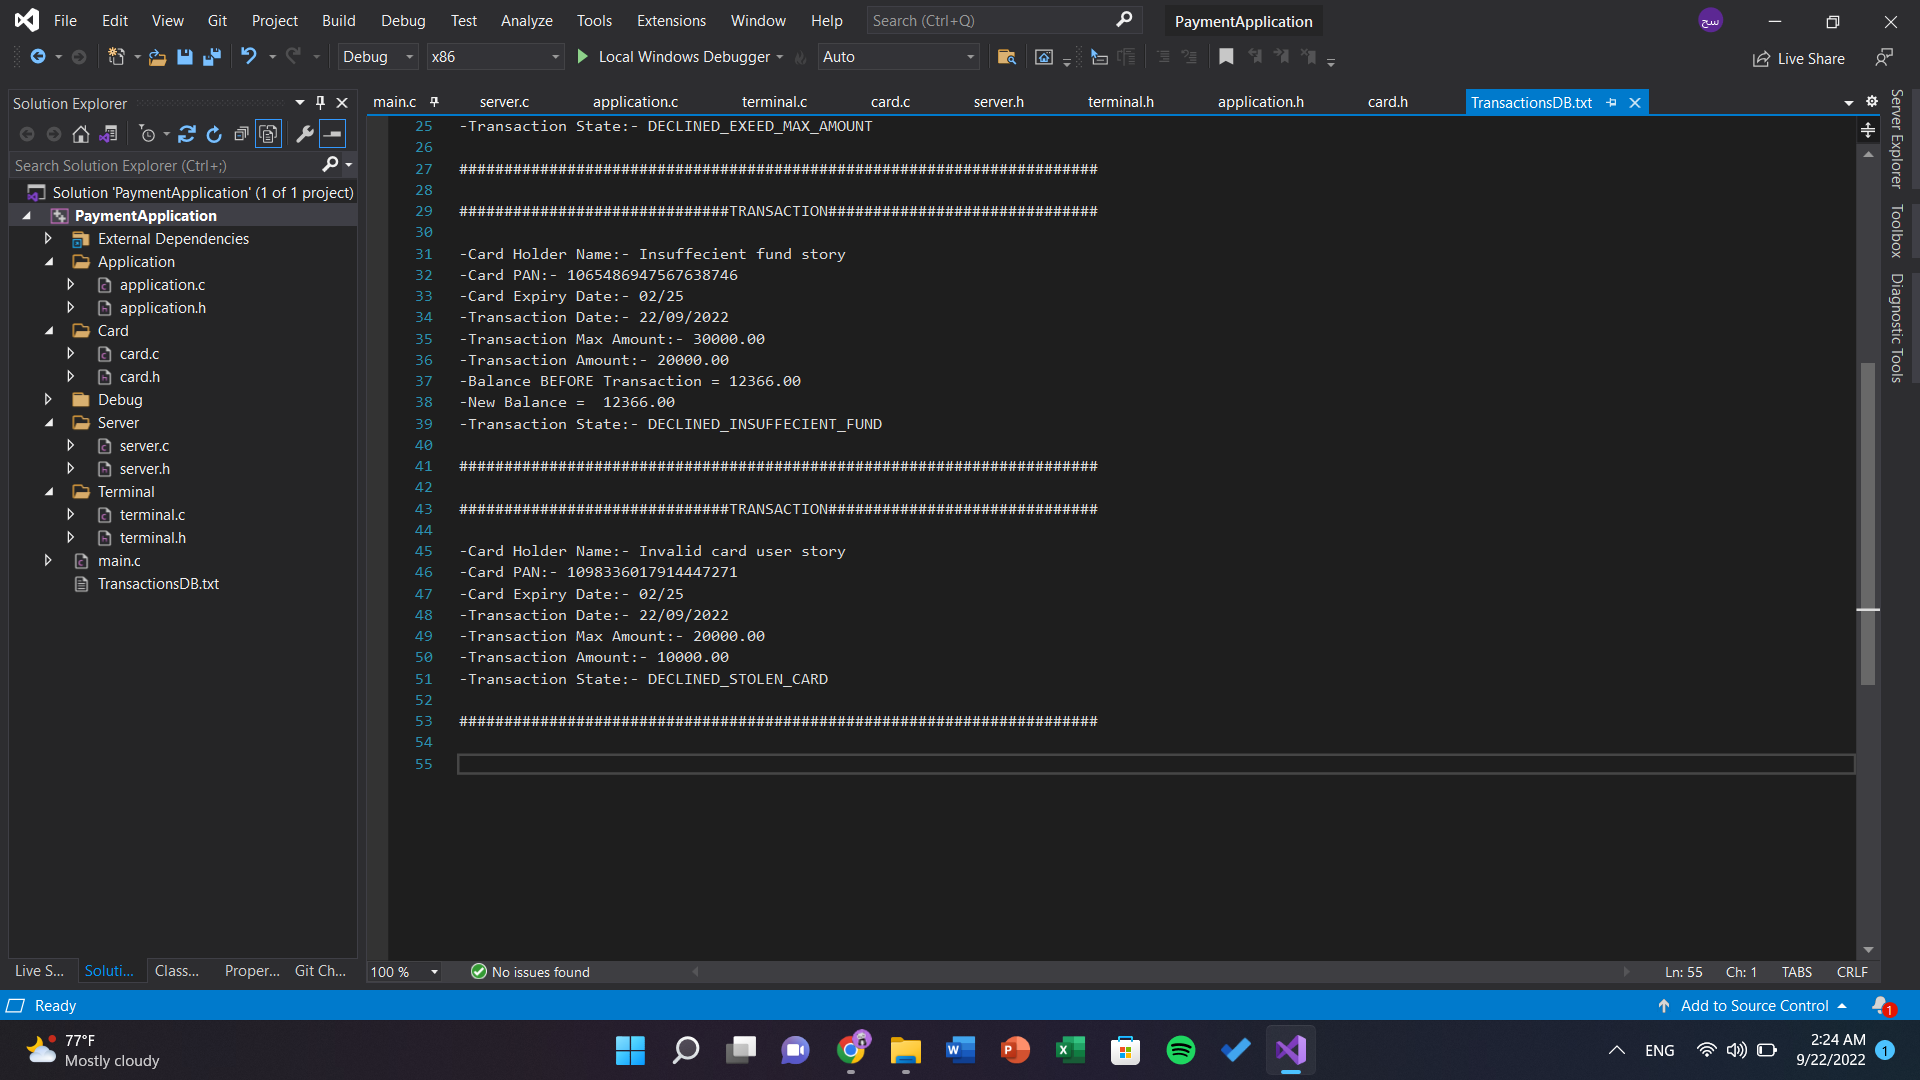 File Edit View Git Project Build Debug Test Analyze Tools Extensions Window Help Search (Ctrl+Q) PaymentApplication سح
Debug x86 Local Windows Debugger Auto Live Share
Solution Explorer
Search Solution Explorer (Ctrl+;)
Solution 'PaymentApplication' (1 of 1 project)
PaymentApplication
External Dependencies
Application
application.c
application.h
Card
card.c
card.h
Debug
Server
server.c
server.h
Terminal
terminal.c
terminal.h
main.c
TransactionsDB.txt
Live S... Soluti... Class... Proper... Git Ch...
main.c server.c application.c terminal.c card.c server.h terminal.h application.h card.h TransactionsDB.txt
25 -Transaction State:- DECLINED_EXEED_MAX_AMOUNT
26
27 #######################################################################
28
29 ##############################TRANSACTION##############################
30
31 -Card Holder Name:- Insuffecient fund story
32 -Card PAN:- 1065486947567638746
33 -Card Expiry Date:- 02/25
34 -Transaction Date:- 22/09/2022
35 -Transaction Max Amount:- 30000.00
36 -Transaction Amount:- 20000.00
37 -Balance BEFORE Transaction = 12366.00
38 -New Balance =  12366.00
39 -Transaction State:- DECLINED_INSUFFECIENT_FUND
40
41 #######################################################################
42
43 ##############################TRANSACTION##############################
44
45 -Card Holder Name:- Invalid card user story
46 -Card PAN:- 1098336017914447271
47 -Card Expiry Date:- 02/25
48 -Transaction Date:- 22/09/2022
49 -Transaction Max Amount:- 20000.00
50 -Transaction Amount:- 10000.00
51 -Transaction State:- DECLINED_STOLEN_CARD
52
53 #######################################################################
54
55
Server Explorer
Toolbox
Diagnostic Tools
100 % No issues found Ln: 55 Ch: 1 TABS CRLF
Ready Add to Source Control 1
77°F
Mostly cloudy
W P X
ENG
2:24 AM
9/22/2022
1